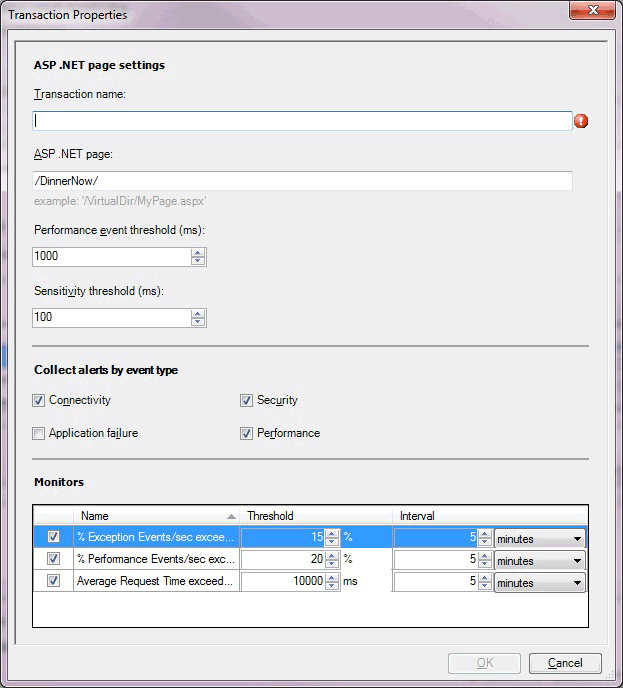 Transaction Properties
ASP .NET page settings
Transaction name:
ASP .NET page:
/DinnerNow/
example: '/VirtualDir/MyPage.aspx'
Performance event threshold (ms):
1000
Sensitivity threshold (ms):
100
Collect alerts by event type
Connectivity Security
Application failure Performance
Monitors
Name Threshold Interval
% Exception Events/sec excee... 15 % 5 minutes
% Performance Events/sec exc... 20 % 5 minutes
Average Request Time exceed... 10000 ms 5 minutes
OK Cancel